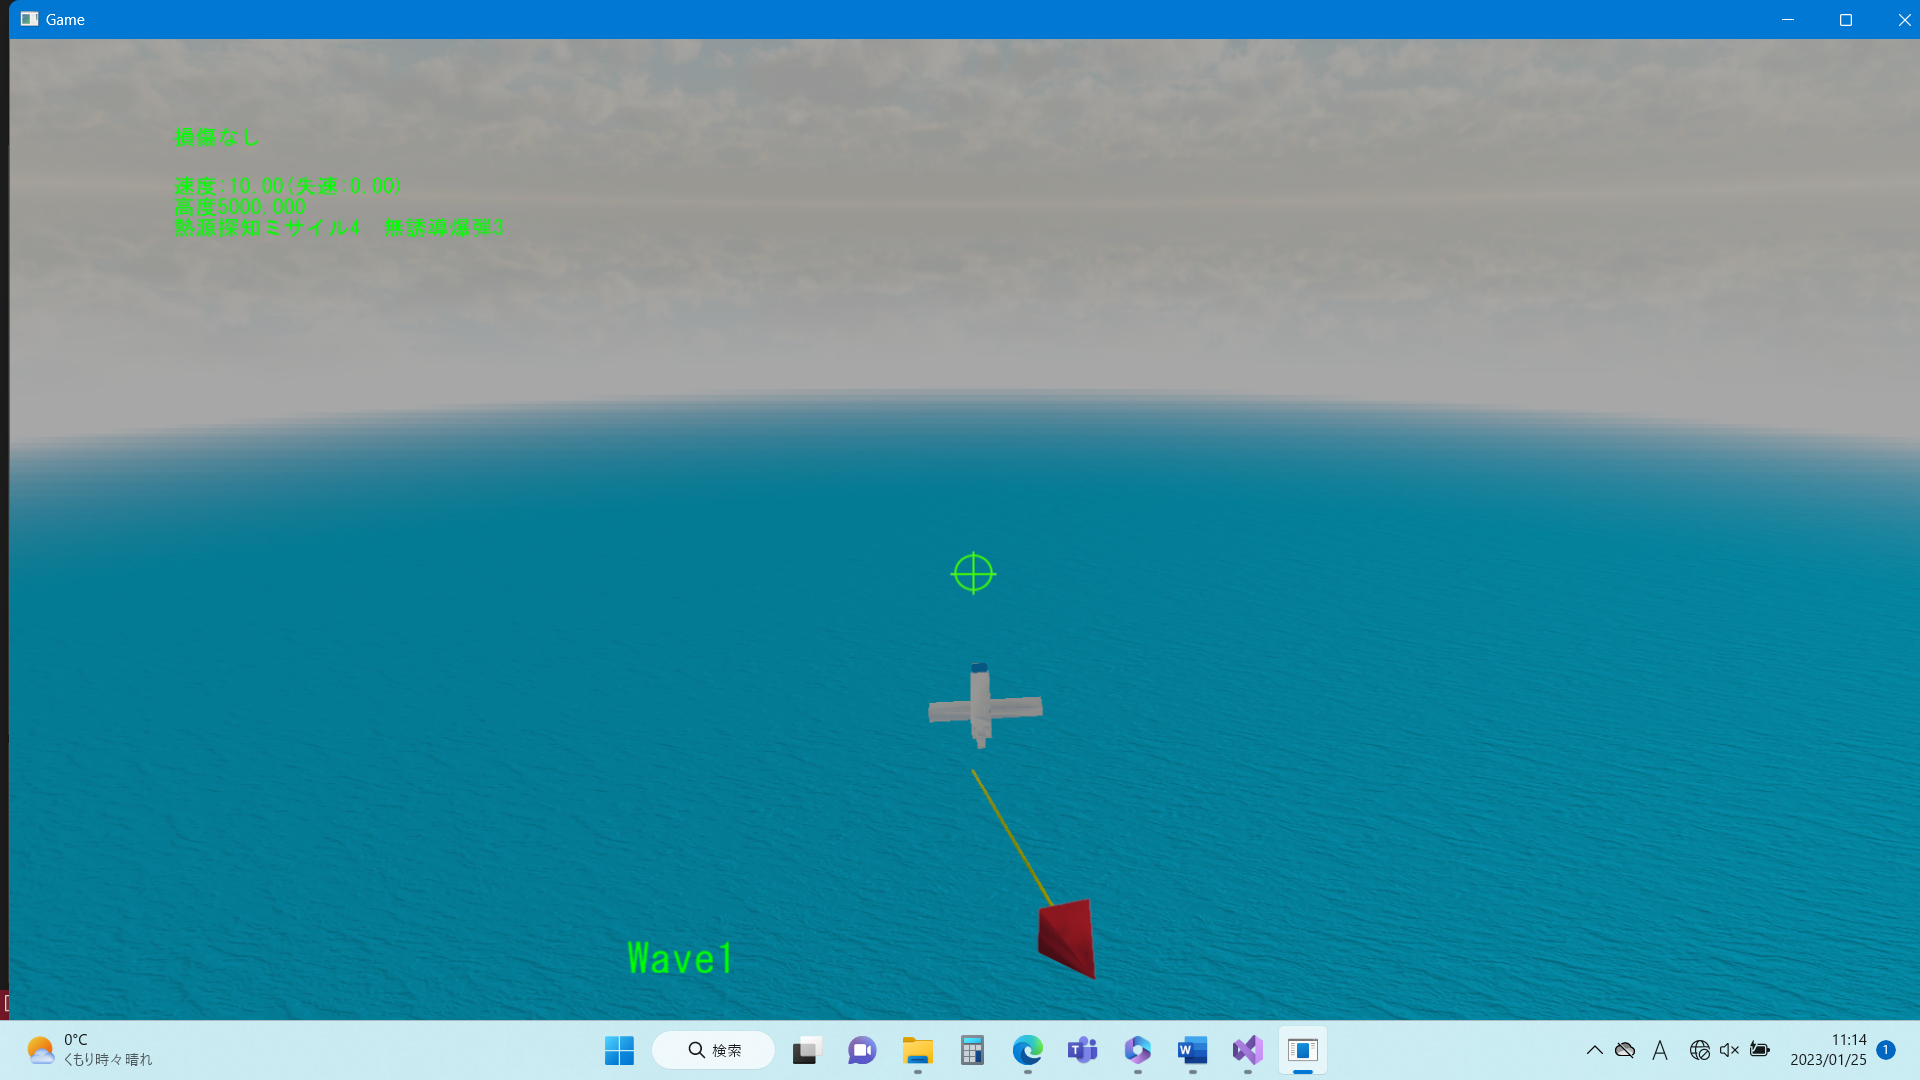 Game
損傷なし
速度:10.00(失速:0.00)
高度5000.000
熱源探知ミサイル4 無誘導爆弾3
Wave1
0°C
くもり時々晴れ
検索
A
11:14
2023/01/25
1